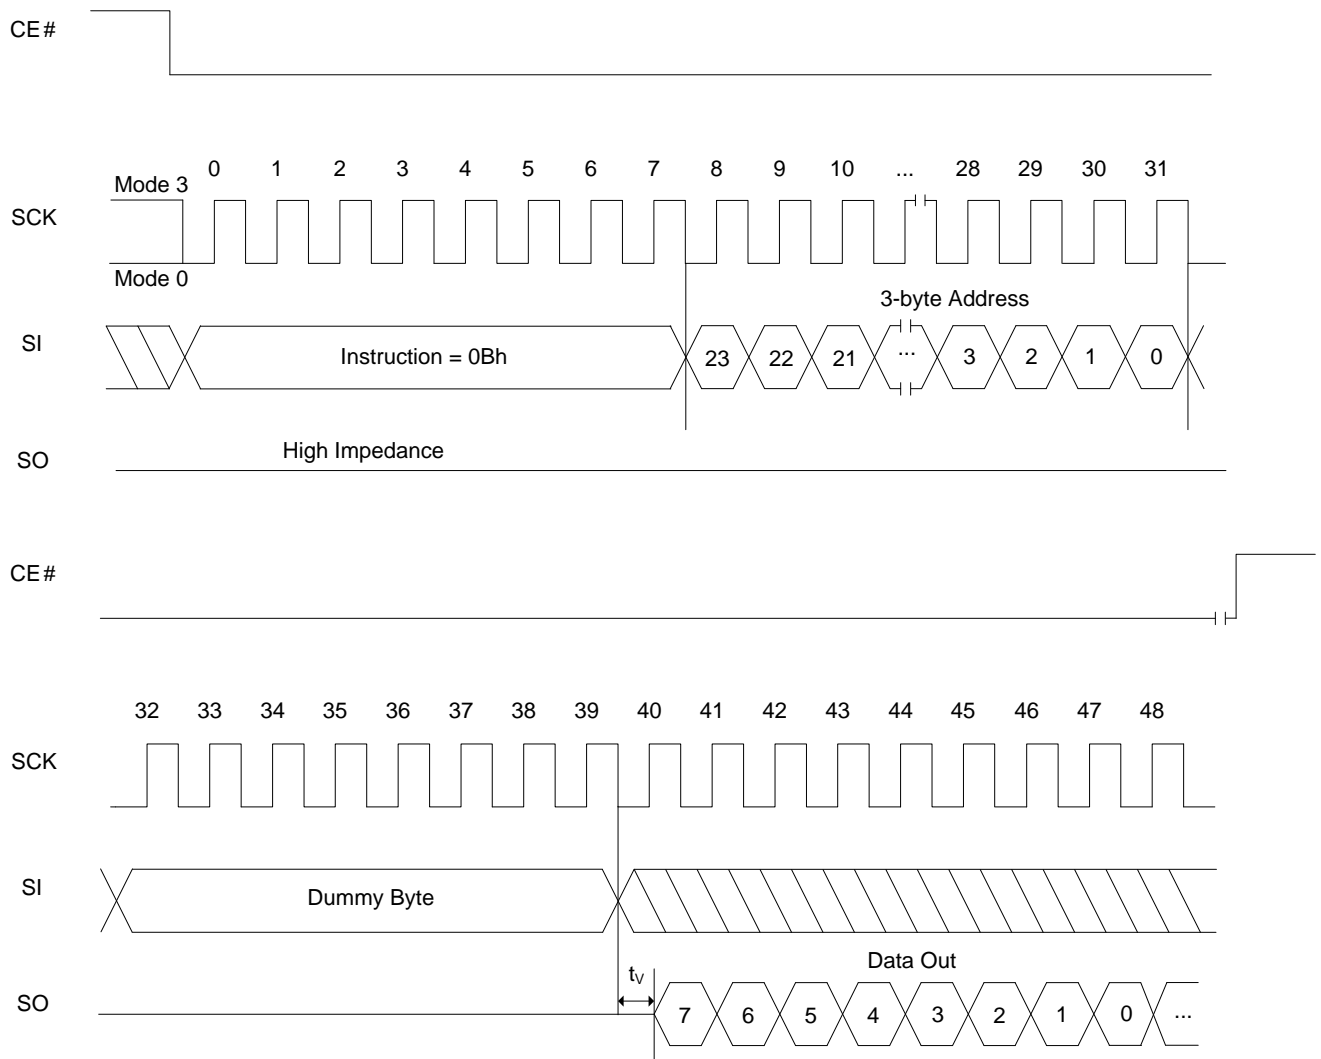 CE#
0 1 2 3 4 5 6 7 8 9 10 ... 28 29 30 31
Mode 3
SCK
Mode 0
3-byte Address
SI
Instruction = 0Bh
23 22 21 ... 3 2 1 0
High Impedance
SO
CE#
32 33 34 35 36 37 38 39 40 41 42 43 44 45 46 47 48
SCK
SI
Dummy Byte
Data Out
tV
SO
7 6 5 4 3 2 1 0 ...